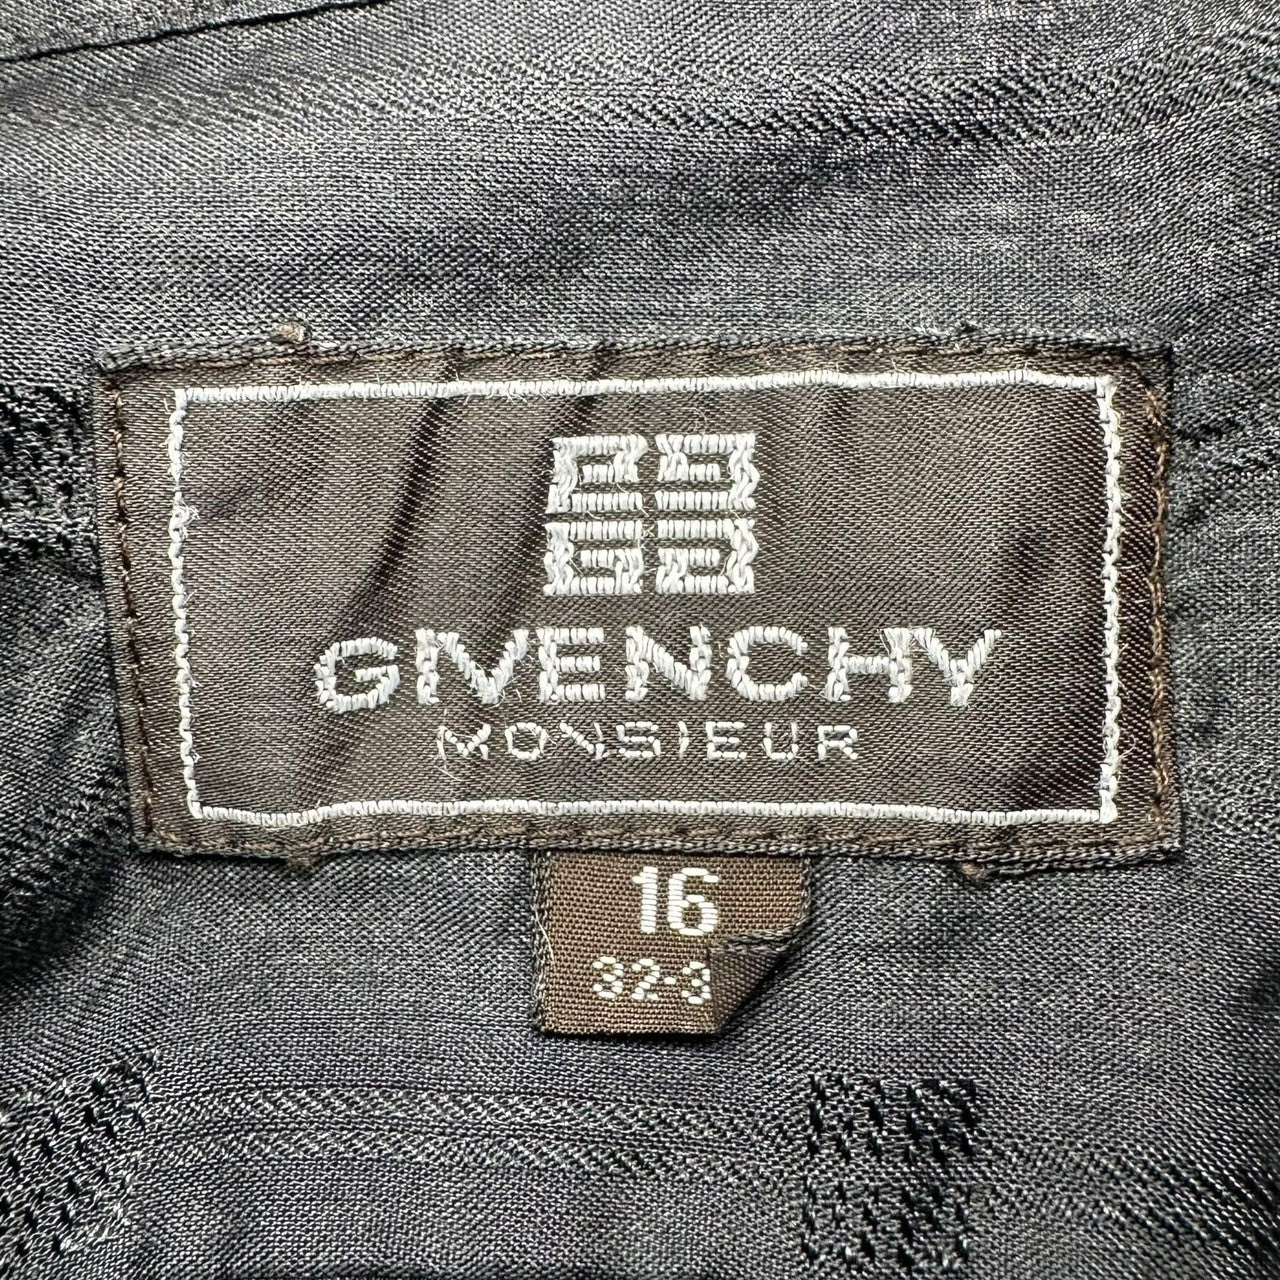 GIVENCHY
MONSIEUR
16
32-3